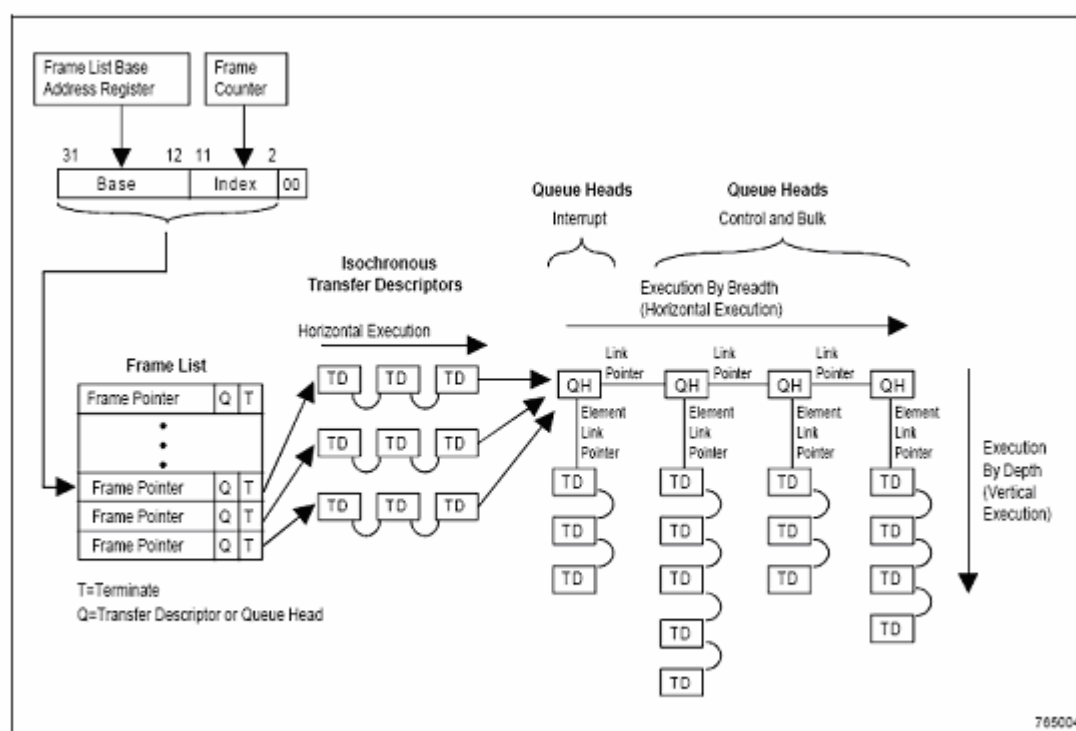 Frame List Base
Address Register
Frame
Counter
31 12 11 2
Base Index 00
Queue Heads
Interrupt
Queue Heads
Control and Bulk
Isochronous
Transfer Descriptors
Execution By Breadth
(Horizontal Execution)
Horizontal Execution
Frame List
Frame Pointer Q T
Frame Pointer Q T
Frame Pointer Q T
Frame Pointer Q T
TD TD TD
TD TD TD
TD TD TD
Link
Pointer
Link
Pointer
Link
Pointer
QH QH QH QH
Element
Link
Pointer
Element
Link
Pointer
Element
Link
Pointer
Element
Link
Pointer
TD TD TD TD
TD TD TD TD
TD TD TD TD
TD TD
TD
Execution
By Depth
(Vertical
Execution)
T=Terminate
Q=Transfer Descriptor or Queue Head
765004